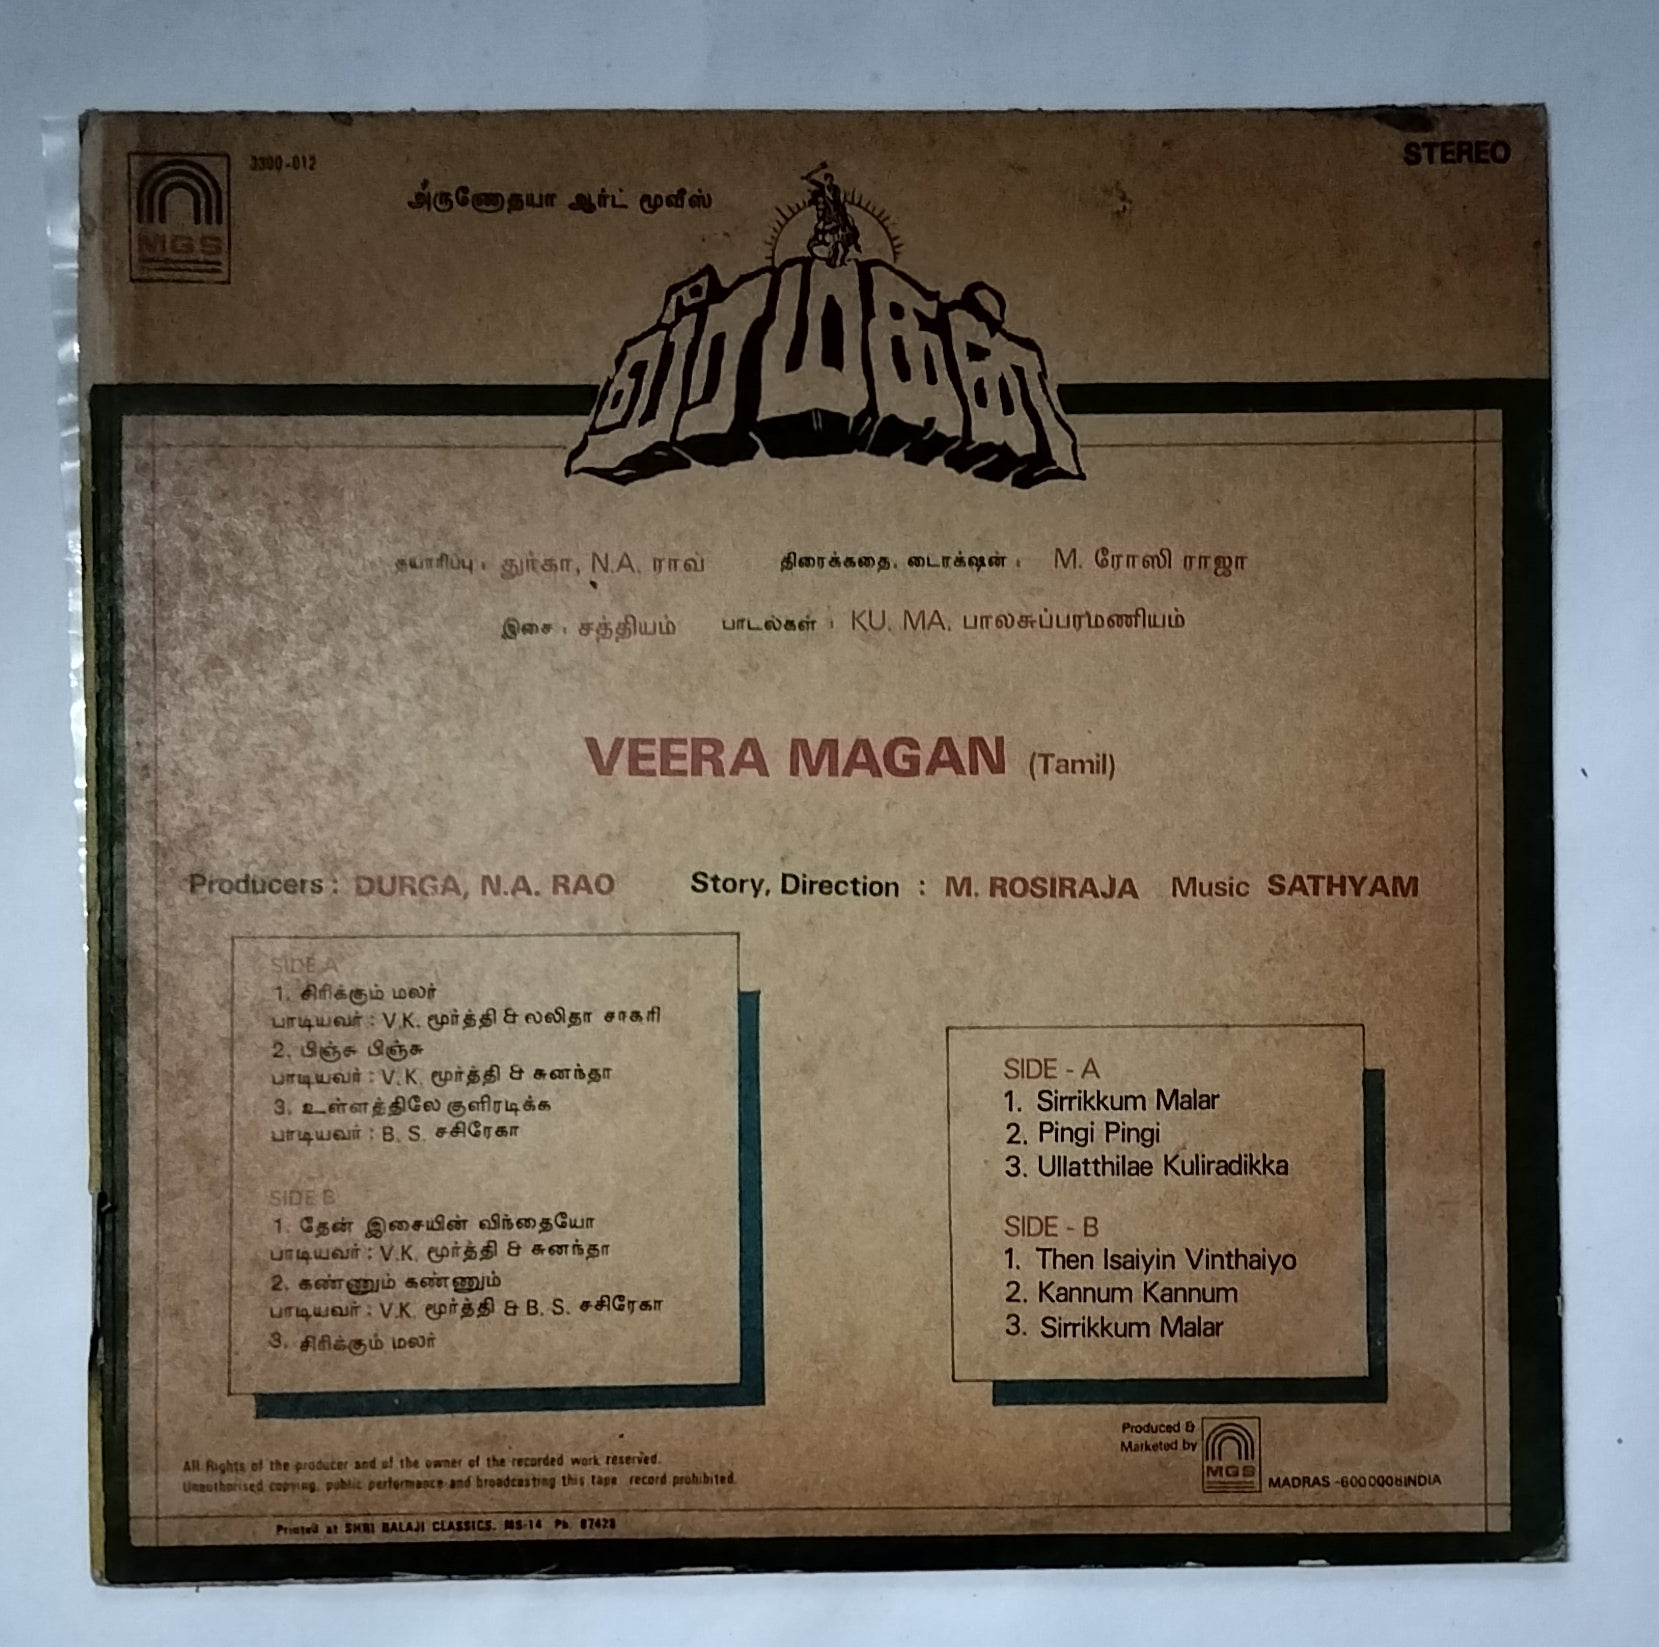 MGS
3300-012
அருணோதயா ஆர்ட் மூவீஸ்
STEREO
வீரமகன்
தயாரிப்பு : துர்கா, N.A. ராவ் திரைக்கதை, டைரக்ஷன் : M. ரோஸி ராஜா
இசை : சத்தியம் பாடல்கள் : KU. MA. பாலசுப்பரமணியம்
VEERA MAGAN (Tamil)
Producers : DURGA, N.A. RAO Story, Direction : M. ROSIRAJA Music SATHYAM
SIDE A
1. சிரிக்கும் மலர்
பாடியவர் : V.K. மூர்த்தி & லலிதா சாகரி
2. பிஞ்சு பிஞ்சு
பாடியவர் : V.K. மூர்த்தி & சுனந்தா
3. உள்ளத்திலே குளிரடிக்க
பாடியவர் : B. S. சசிரேகா
SIDE B
1. தேன் இசையின் விந்தையோ
பாடியவர் : V.K. மூர்த்தி & சுனந்தா
2. கண்ணும் கண்ணும்
பாடியவர் : V.K. மூர்த்தி & B. S. சசிரேகா
3. சிரிக்கும் மலர்
SIDE - A
1. Sirrikkum Malar
2. Pingi Pingi
3. Ullatthilae Kuliradikka
SIDE - B
1. Then Isaiyin Vinthaiyo
2. Kannum Kannum
3. Sirrikkum Malar
Produced &
Marketed by
MGS
MADRAS -600 0008 INDIA
All Rights of the producer and of the owner of the recorded work reserved.
Unauthorised copying, public performance and broadcasting this tape record prohibited.
Printed at SHRI BALAJI CLASSICS. MS-14 Ph. 87428